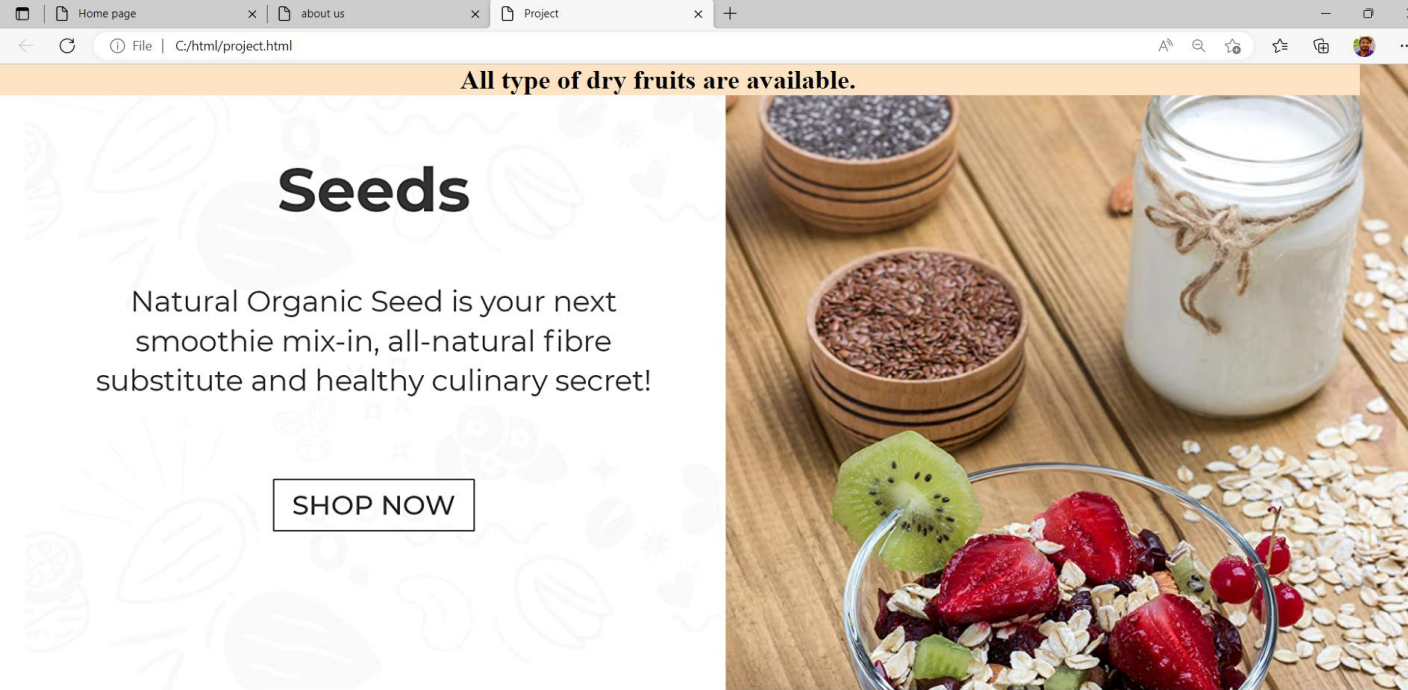 Home page
about us
Project
File
C:/html/project.html
All type of dry fruits are available.
Seeds
Natural Organic Seed is your next
smoothie mix-in, all-natural fibre
substitute and healthy culinary secret!
SHOP NOW